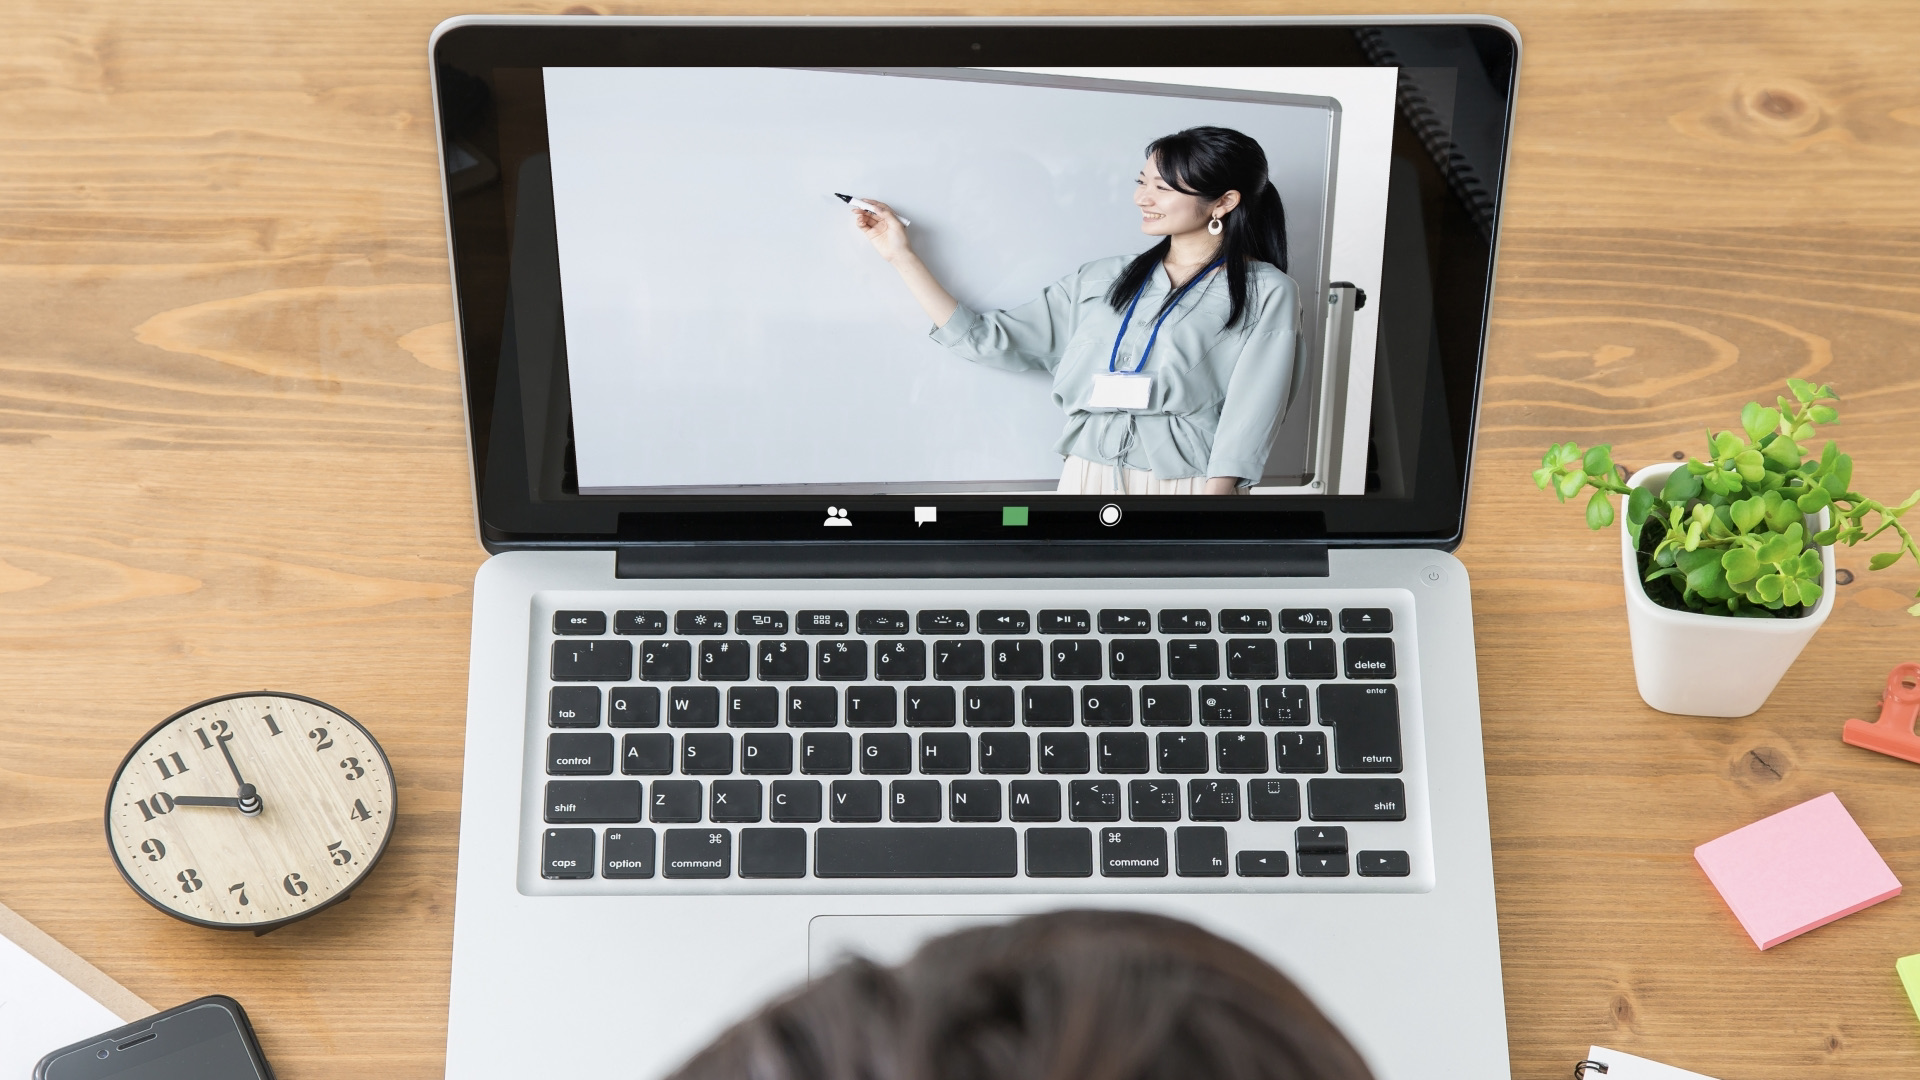 esc F1 F2 F3 F4 F5 F6 F7 F8 F9 F10 F11 F12
! " # $ % & ' ( ) = ~ |
1 2 3 4 5 6 7 8 9 0 - ^ delete
tab Q W E R T Y U I O P @ ` [ { enter
control A S D F G H J K L ; + : * ] } return
shift Z X C V B N M , < . > / ? shift
caps alt option ⌘ command ⌘ command fn
12 1 2 3 4 5 6 7 8 9 10 11